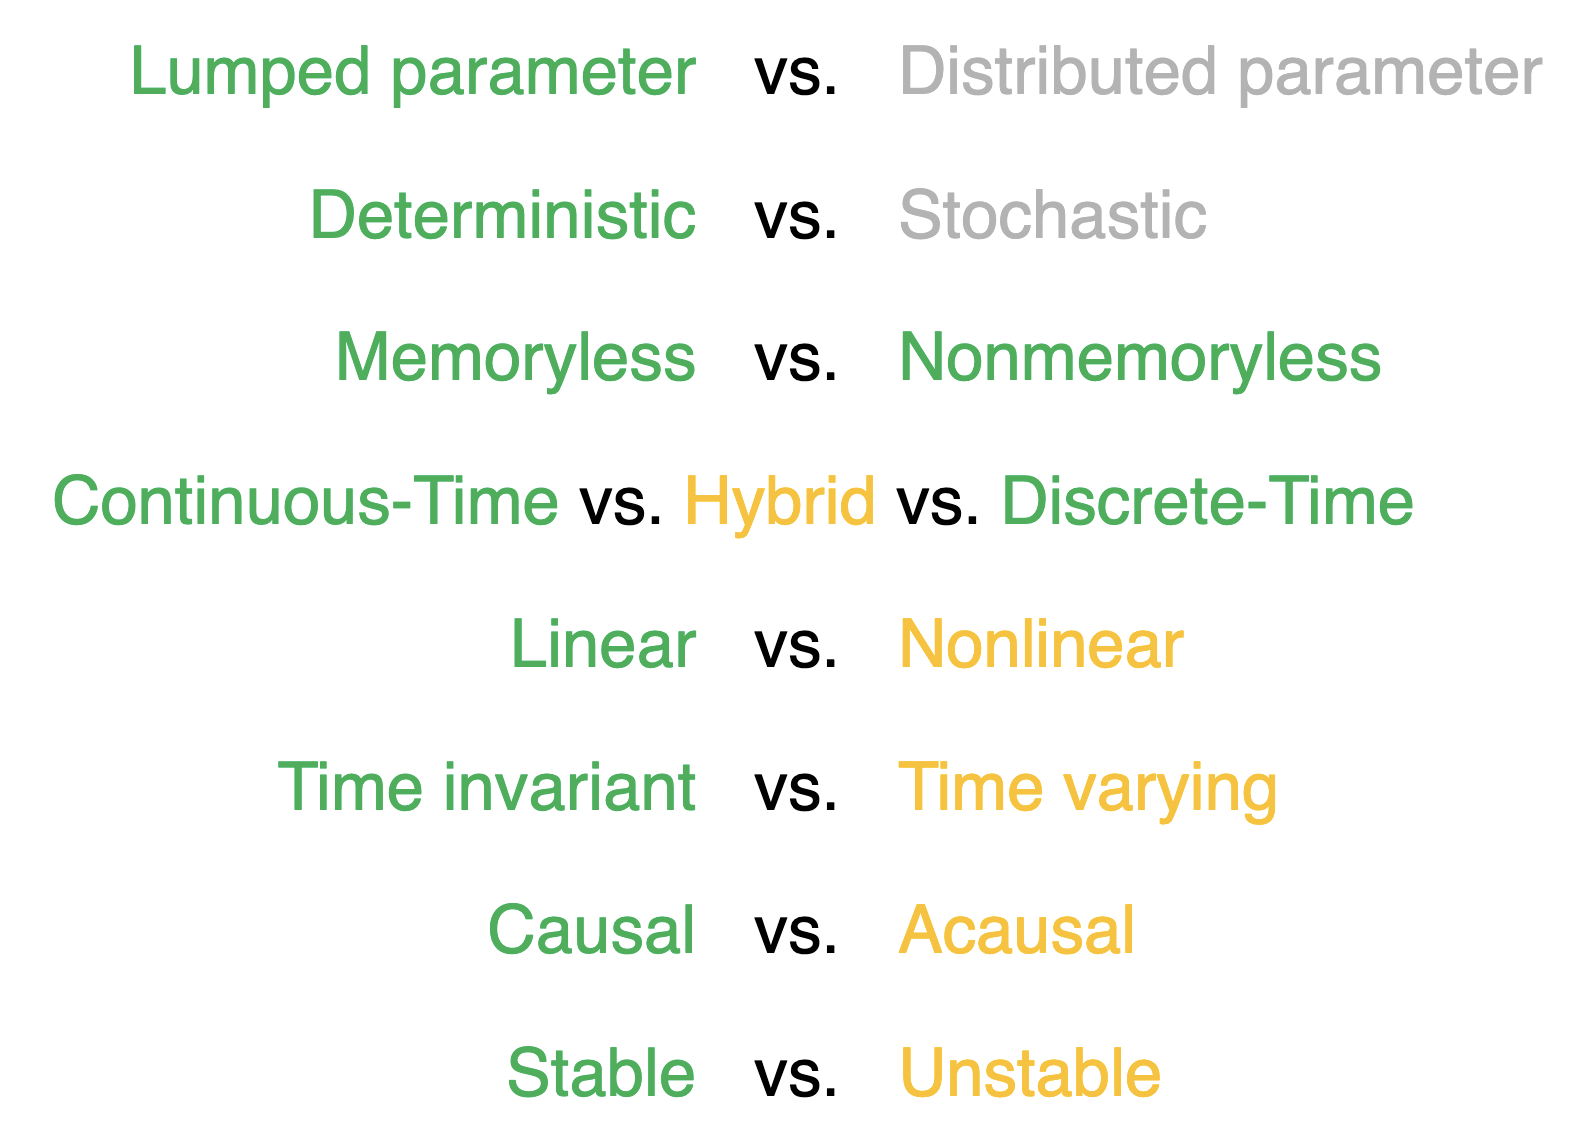 Lumped parameter vs. Distributed parameter
Deterministic vs. Stochastic
Memoryless vs. Nonmemoryless
Continuous-Time vs. Hybrid vs. Discrete-Time
Linear vs. Nonlinear
Time invariant vs. Time varying
Causal vs. Acausal
Stable vs. Unstable